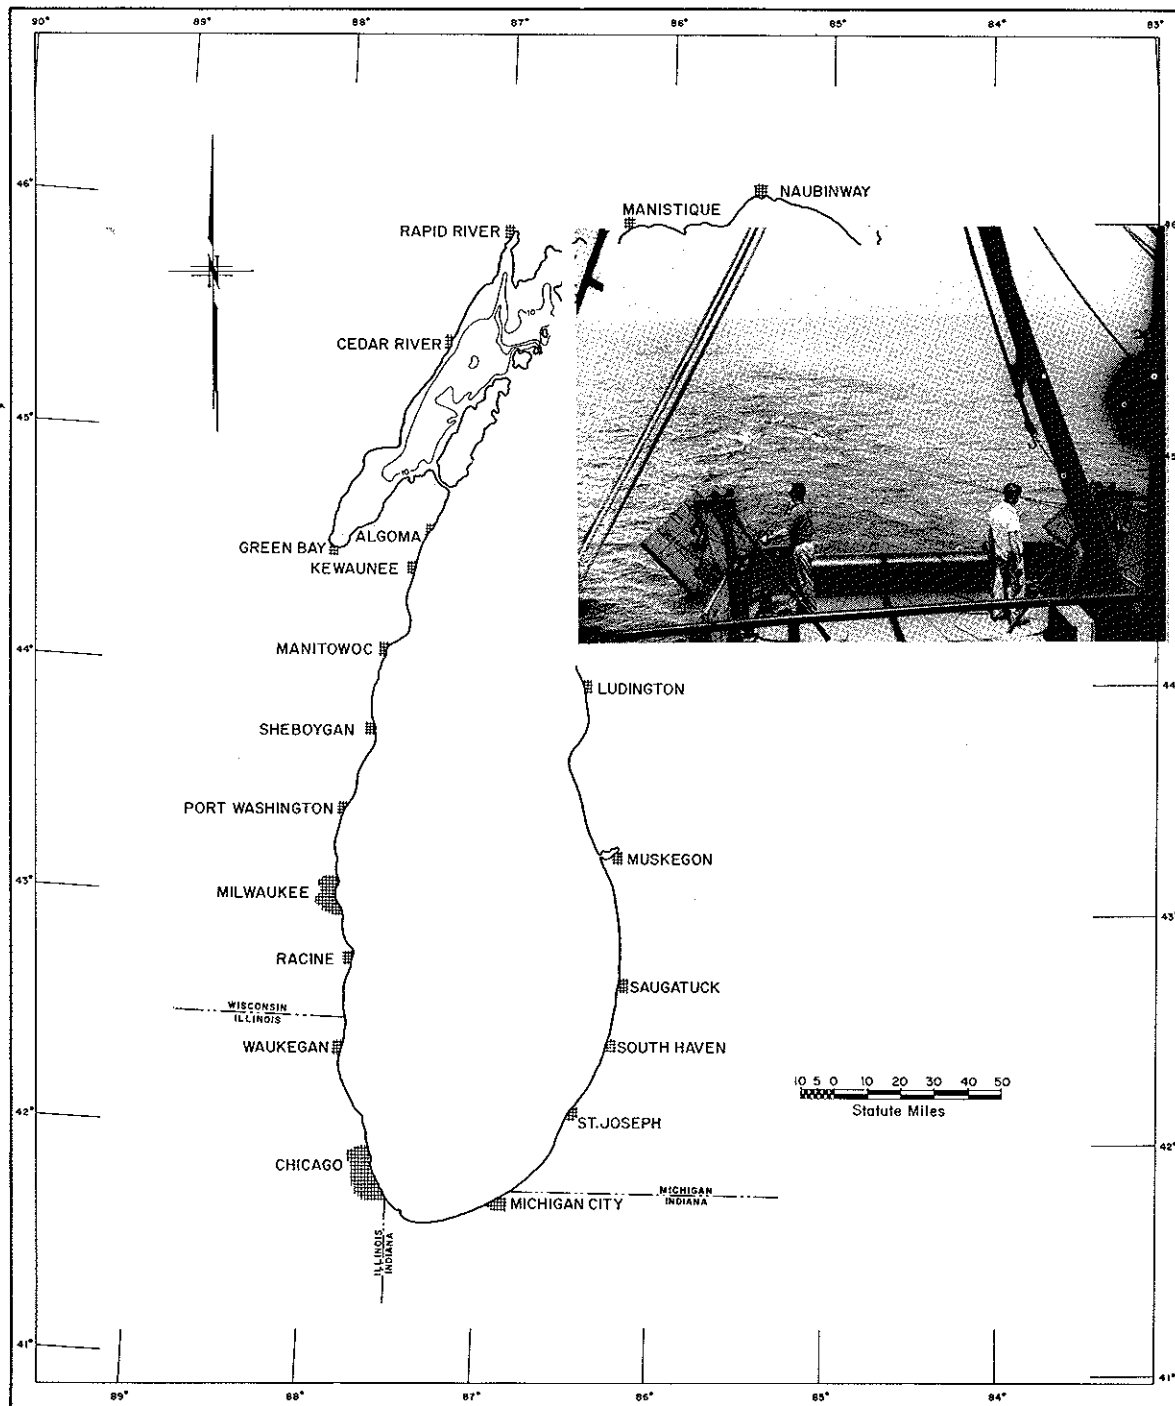 90° 89° 88° 87° 86° 85° 84° 83°
46°
NAUBINWAY
MANISTIQUE
RAPID RIVER
10
CEDAR RIVER
45°
10
ALGOMA
GREEN BAY
KEWAUNEE
44°
MANITOWOC
LUDINGTON
44°
SHEBOYGAN
PORT WASHINGTON
MUSKEGON
43°
MILWAUKEE
43°
RACINE
SAUGATUCK
WISCONSIN
ILLINOIS
WAUKEGAN
SOUTH HAVEN
10 5 0 10 20 30 40 50
Statute Miles
42°
ST. JOSEPH
42°
CHICAGO
MICHIGAN
INDIANA
MICHIGAN CITY
ILLINOIS
INDIANA
41°
41°
89° 88° 87° 86° 85° 84°